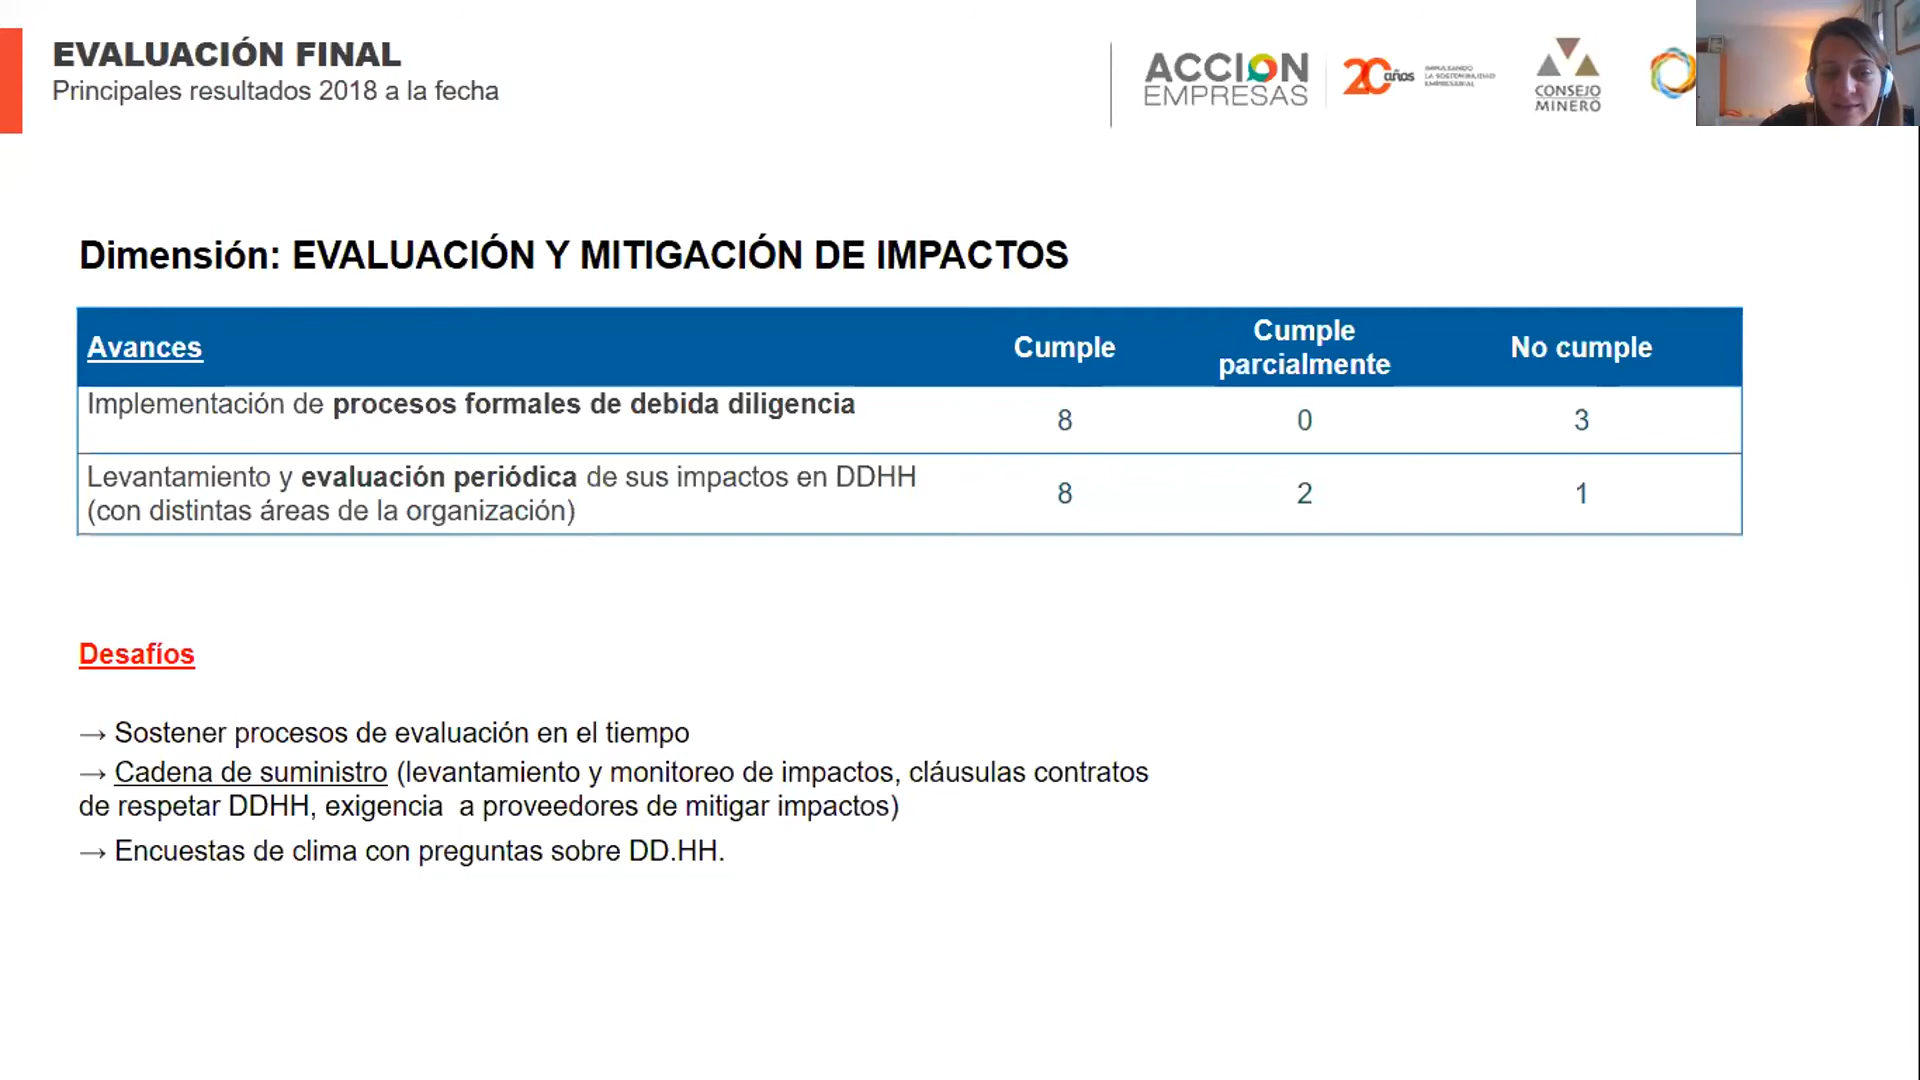 EVALUACIÓN FINAL
Principales resultados 2018 a la fecha
ACCION
EMPRESAS
20 años
IMPULSANDO
LA SOSTENIBILIDAD
EMPRESARIAL
CONSEJO
MINERO
Dimensión: EVALUACIÓN Y MITIGACIÓN DE IMPACTOS
Avances Cumple Cumple parcialmente No cumple
Implementación de procesos formales de debida diligencia 8 0 3
Levantamiento y evaluación periódica de sus impactos en DDHH
(con distintas áreas de la organización) 8 2 1
Desafíos
→ Sostener procesos de evaluación en el tiempo
→ Cadena de suministro (levantamiento y monitoreo de impactos, cláusulas contratos
de respetar DDHH, exigencia  a proveedores de mitigar impactos)
→ Encuestas de clima con preguntas sobre DD.HH.